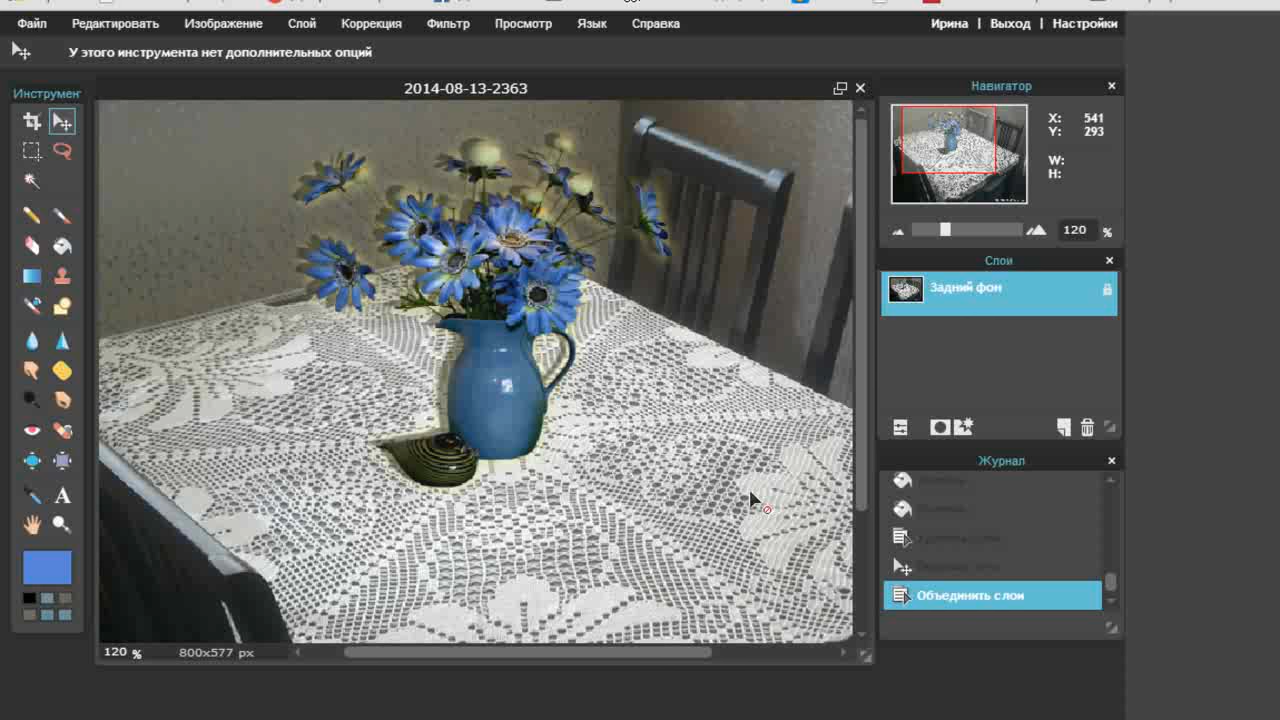 Файл Редактировать Изображение Слой Коррекция Фильтр Просмотр Язык Справка Ирина | Выход | Настройки
У этого инструмента нет дополнительных опций
Инструмен
2014-08-13-2363
Навигатор
X: 541
Y: 293
W:
H:
120 %
Слои
Задний фон
Журнал
Объединить слои
A
120 % 800x577 px